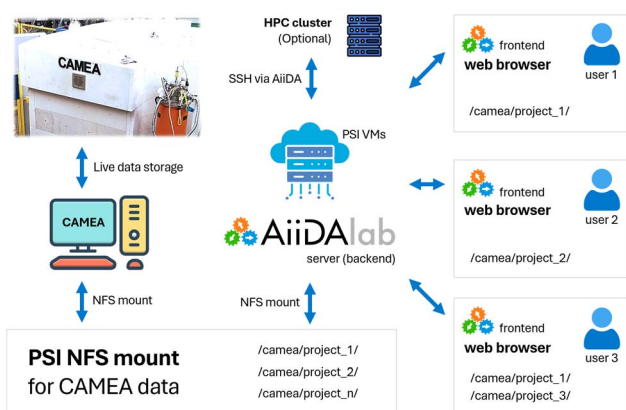 CAMEA
Live data storage
CAMEA
NFS mount
PSI NFS mount
for CAMEA data
HPC cluster
(Optional)
SSH via AiiDA
PSI VMs
AiiDAlab
server (backend)
NFS mount
/camea/project_1/
/camea/project_2/
/camea/project_n/
frontend
web browser
user 1
/camea/project_1/
frontend
web browser
user 2
/camea/project_2/
frontend
web browser
user 3
/camea/project_1/
/camea/project_3/